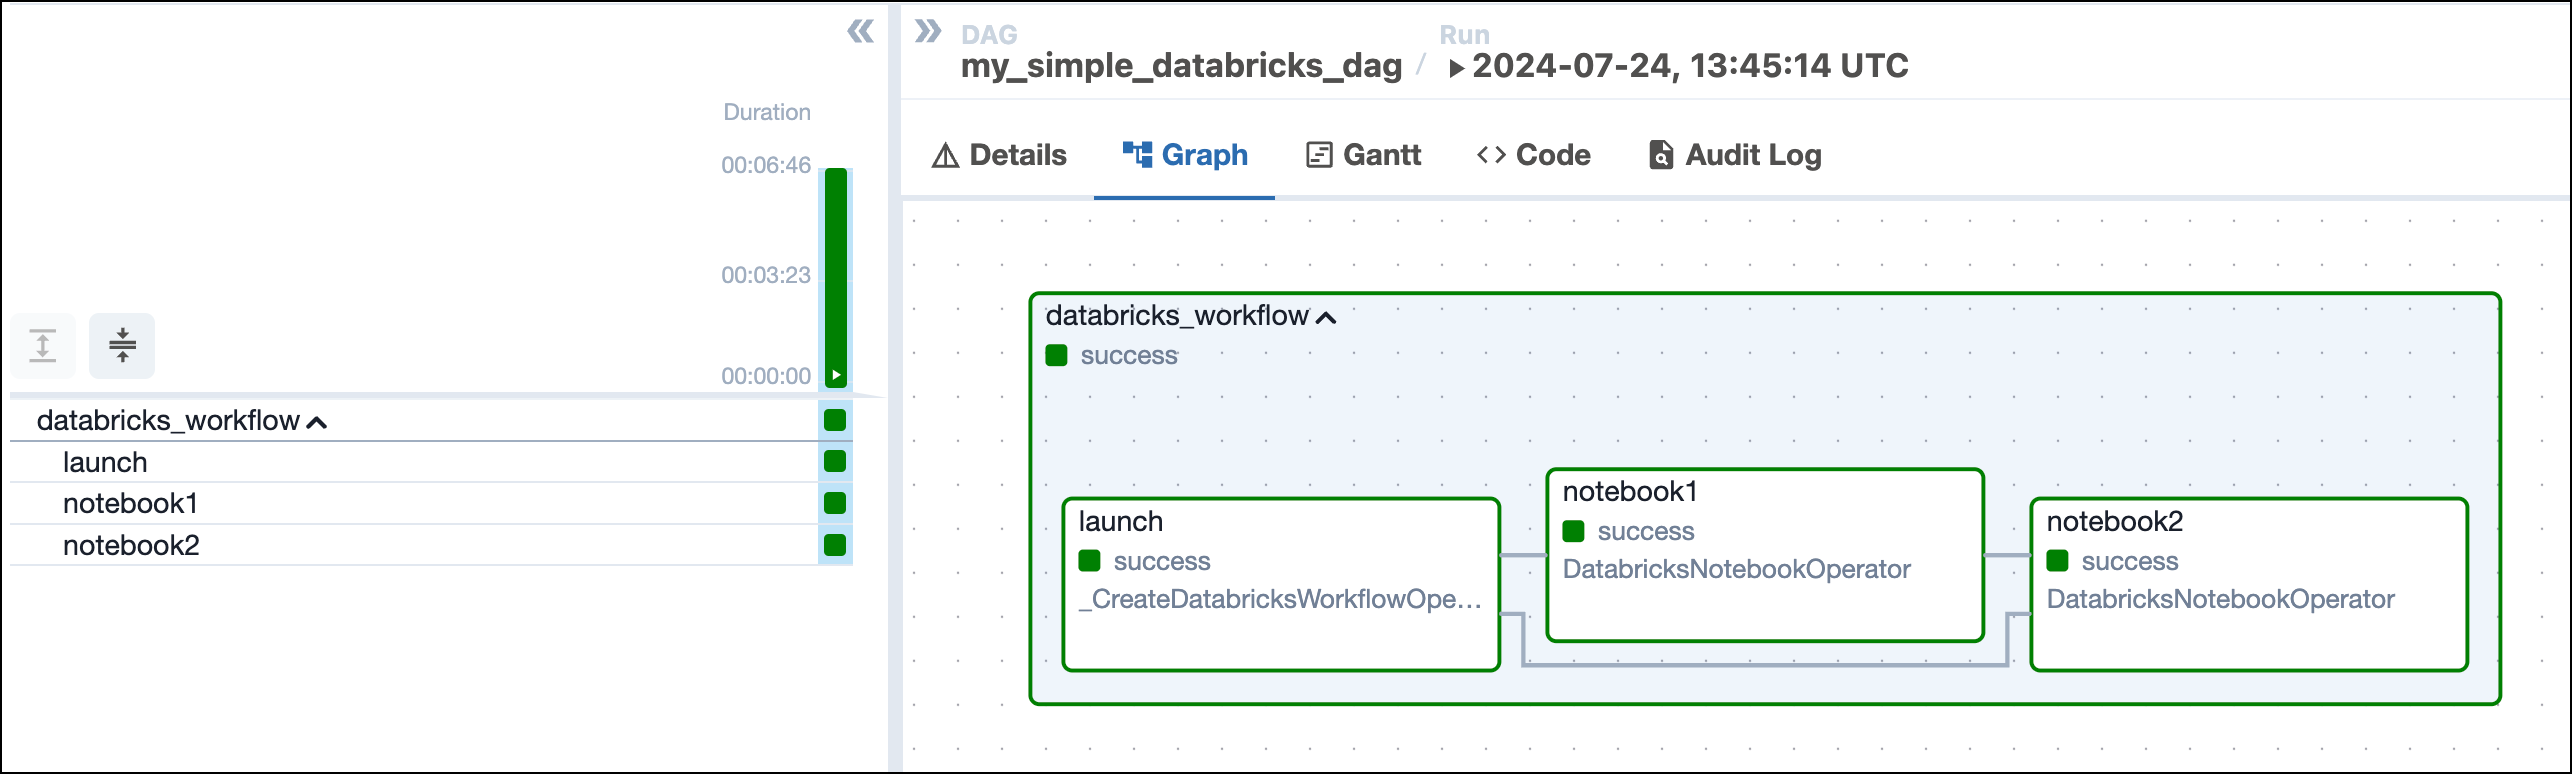 Duration
00:06:46
00:03:23
00:00:00
databricks_workflow
launch
notebook1
notebook2
DAG
my_simple_databricks_dag
/
Run
2024-07-24, 13:45:14 UTC
Details
Graph
Gantt
Code
Audit Log
databricks_workflow
success
launch
success
_CreateDatabricksWorkflowOpe...
notebook1
success
DatabricksNotebookOperator
notebook2
success
DatabricksNotebookOperator